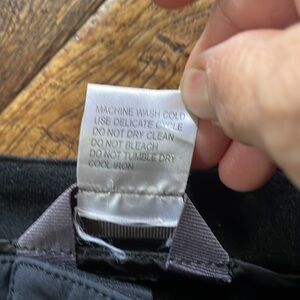 MACHINE WASH COLD
USE DELICATE CYCLE
DO NOT DRY CLEAN
DO NOT BLEACH
DO NOT TUMBLE DRY
COOL IRON